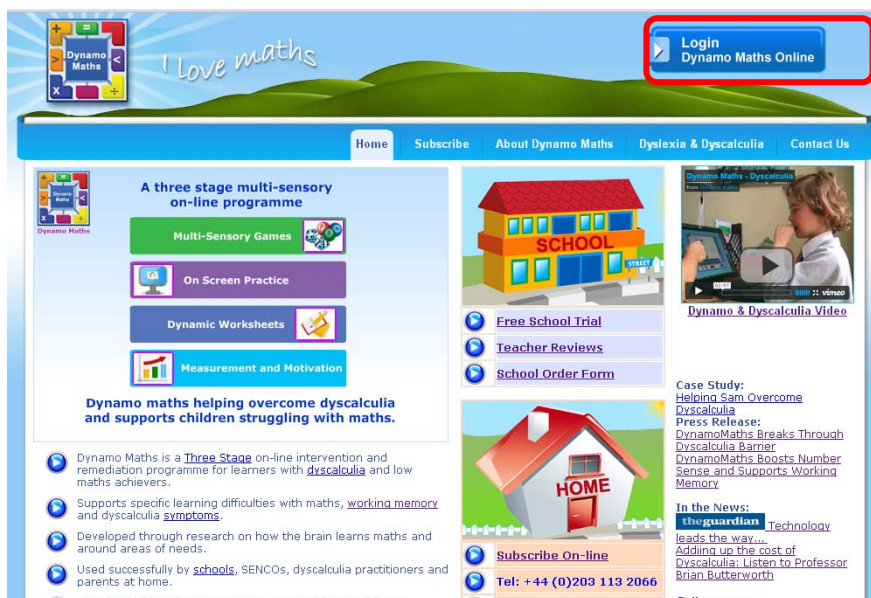 Dynamo
Maths
I Love maths
Login
Dynamo Maths Online
Home
Subscribe
About Dynamo Maths
Dyslexia & Dyscalculia
Contact Us
Dynamo
Maths
Dynamo Maths
A three stage multi-sensory
on-line programme
Multi-Sensory Games
On Screen Practice
Dynamic Worksheets
Measurement and Motivation
Dynamo maths helping overcome dyscalculia
and supports children struggling with maths.
Dynamo Maths is a Three Stage on-line intervention and
remediation programme for learners with dyscalculia and low
maths achievers.
Supports specific learning difficulties with maths, working memory
and dyscalculia symptoms.
Developed through research on how the brain learns maths and
around areas of needs.
Used successfully by schools, SENCOs, dyscalculia practitioners and
parents at home.
SCHOOL
STREET
Free School Trial
Teacher Reviews
School Order Form
HOME
Subscribe On-line
Tel: +44 (0)203 113 2066
Dynamo Maths - Dyscalculia
from Dynamo maths
02:57
vimeo
Dynamo & Dyscalculia Video
Case Study:
Helping Sam Overcome
Dyscalculia
Press Release:
DynamoMaths Breaks Through
Dyscalculia Barrier
DynamoMaths Boosts Number
Sense and Supports Working
Memory
In the News:
theguardian Technology
leads the way...
Addiing up the cost of
Dyscalculia: Listen to Professor
Brian Butterworth